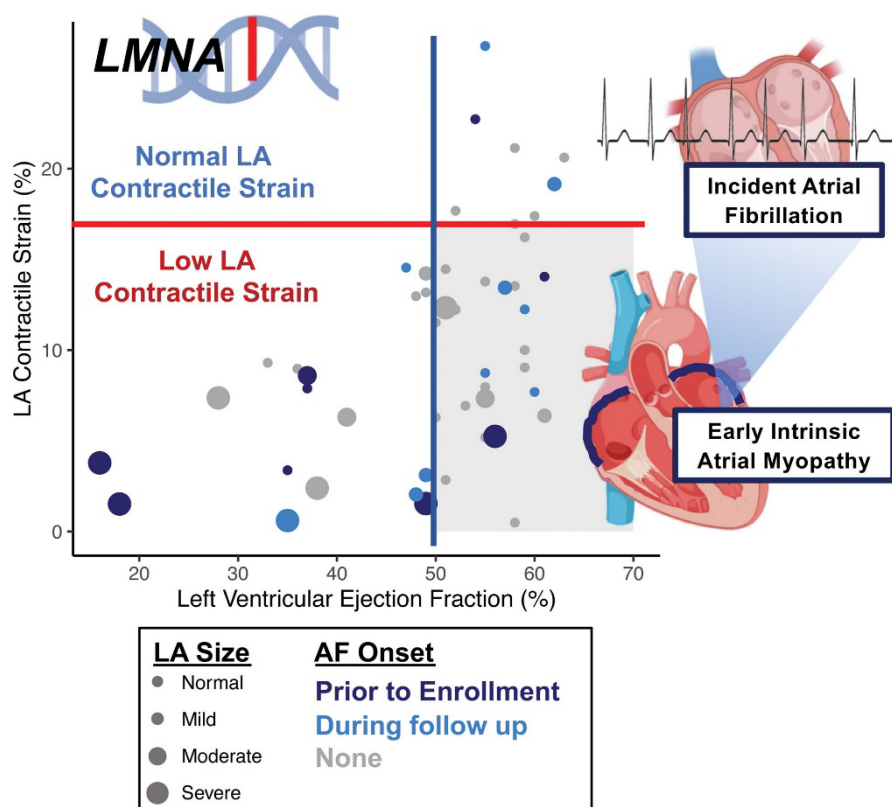 LMNA
Normal LA
Contractile Strain
Low LA
Contractile Strain
LA Contractile Strain (%)
20
10
0
20
30
40
50
60
70
Left Ventricular Ejection Fraction (%)
Incident Atrial
Fibrillation
Early Intrinsic
Atrial Myopathy
LA Size
Normal
Mild
Moderate
Severe
AF Onset
Prior to Enrollment
During follow up
None